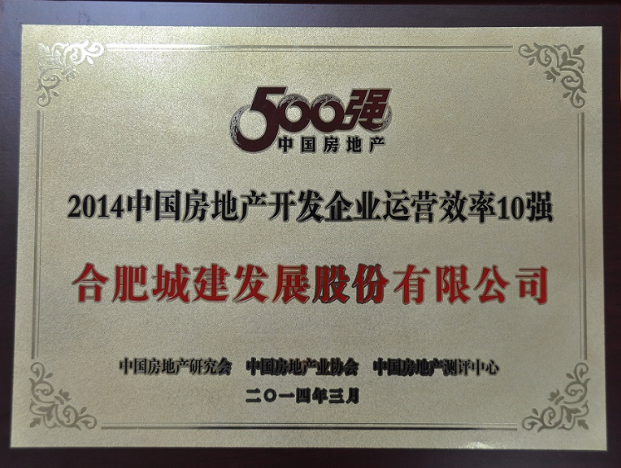 500强
中国房地产
2014中国房地产开发企业运营效率10强
合肥城建发展股份有限公司
中国房地产研究会 中国房地产业协会 中国房地产测评中心
二〇一四年三月